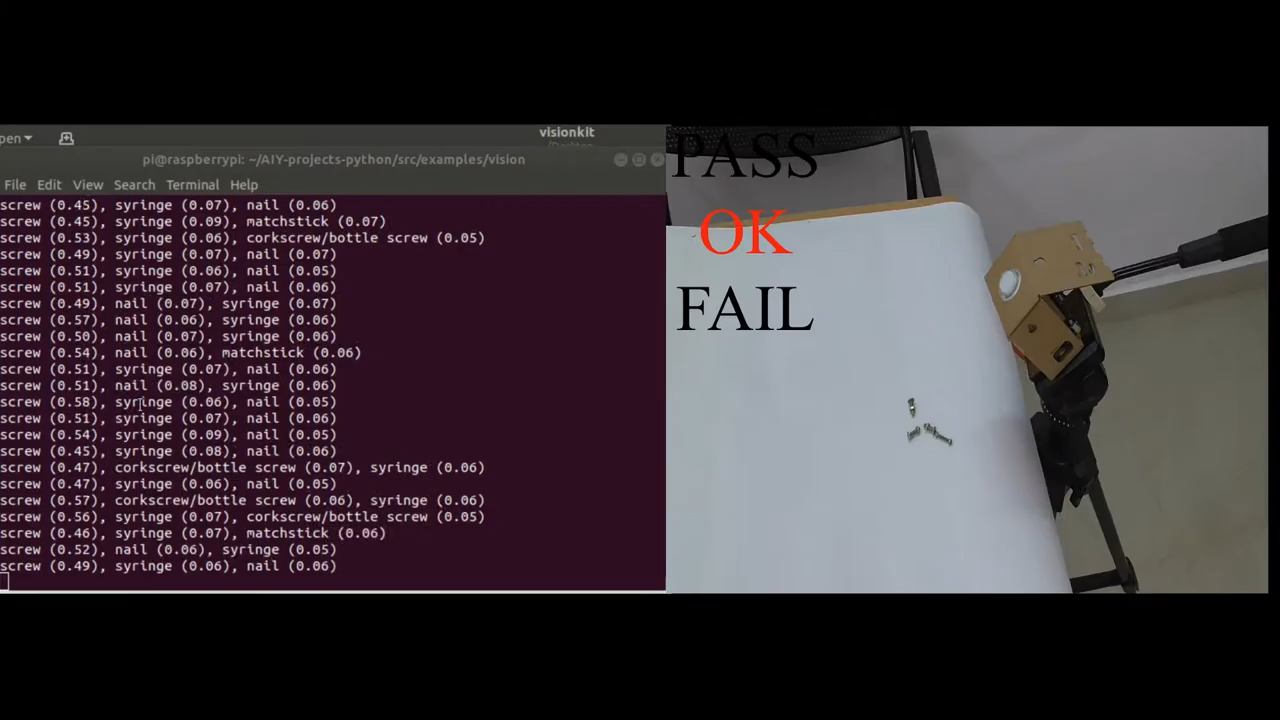 pen
visionkit
pi@raspberrypi: ~/AIY-projects-python/src/examples/vision
File Edit View Search Terminal Help
screw (0.45), syringe (0.07), nail (0.06)
screw (0.45), syringe (0.09), matchstick (0.07)
screw (0.53), syringe (0.06), corkscrew/bottle screw (0.05)
screw (0.49), syringe (0.07), nail (0.07)
screw (0.51), syringe (0.06), nail (0.05)
screw (0.51), syringe (0.07), nail (0.06)
screw (0.49), nail (0.07), syringe (0.07)
screw (0.57), nail (0.06), syringe (0.06)
screw (0.50), nail (0.07), syringe (0.06)
screw (0.54), nail (0.06), matchstick (0.06)
screw (0.51), syringe (0.07), nail (0.06)
screw (0.51), nail (0.08), syringe (0.06)
screw (0.58), syringe (0.06), nail (0.05)
screw (0.51), syringe (0.07), nail (0.06)
screw (0.54), syringe (0.09), nail (0.05)
screw (0.45), syringe (0.08), nail (0.06)
screw (0.47), corkscrew/bottle screw (0.07), syringe (0.06)
screw (0.47), syringe (0.06), nail (0.05)
screw (0.57), corkscrew/bottle screw (0.06), syringe (0.06)
screw (0.56), syringe (0.07), corkscrew/bottle screw (0.05)
screw (0.46), syringe (0.07), matchstick (0.06)
screw (0.52), nail (0.06), syringe (0.05)
screw (0.49), syringe (0.06), nail (0.06)
PASS
OK
FAIL